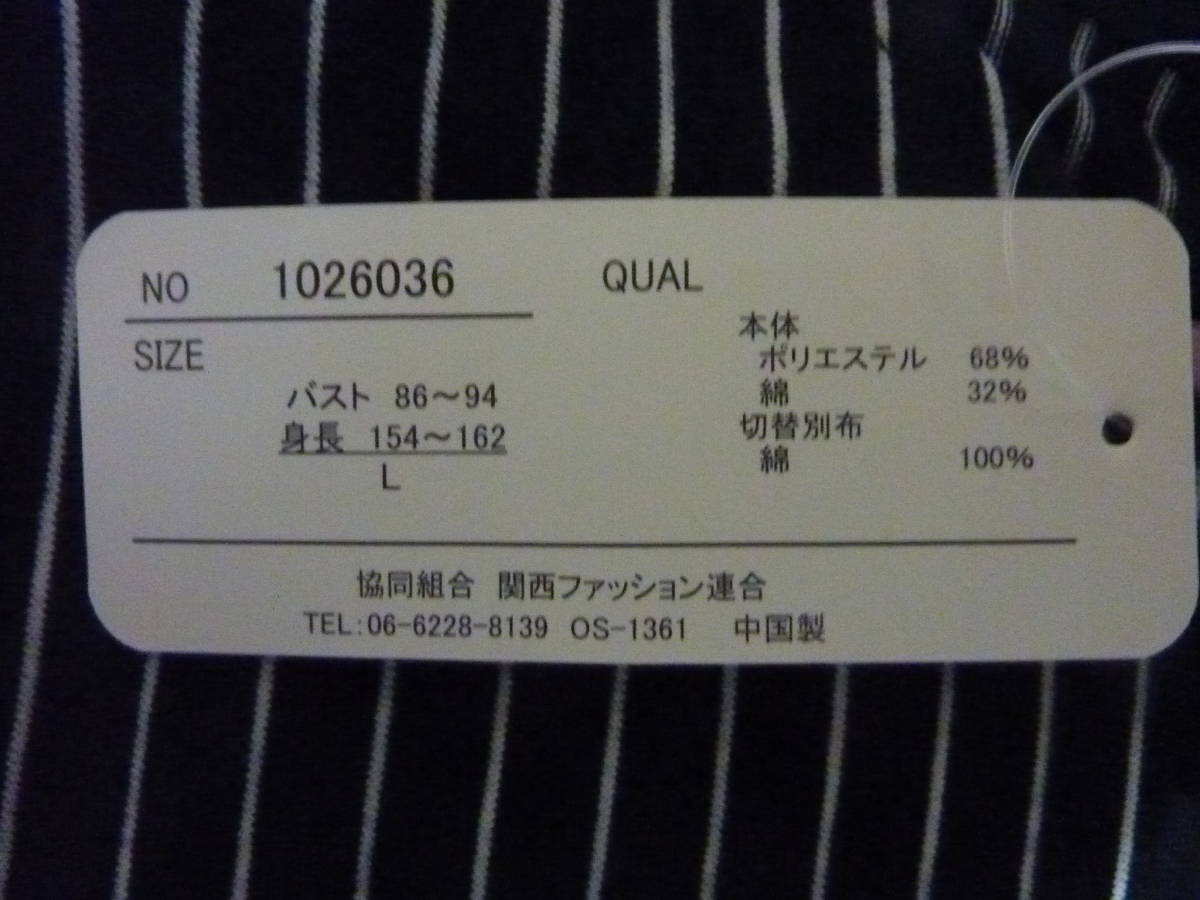 NO 1026036
SIZE
バスト 86～94
身長 154～162
L
QUAL
本体
ポリエステル 68%
綿 32%
切替別布
綿 100%
協同組合 関西ファッション連合
TEL:06-6228-8139 OS-1361 中国製